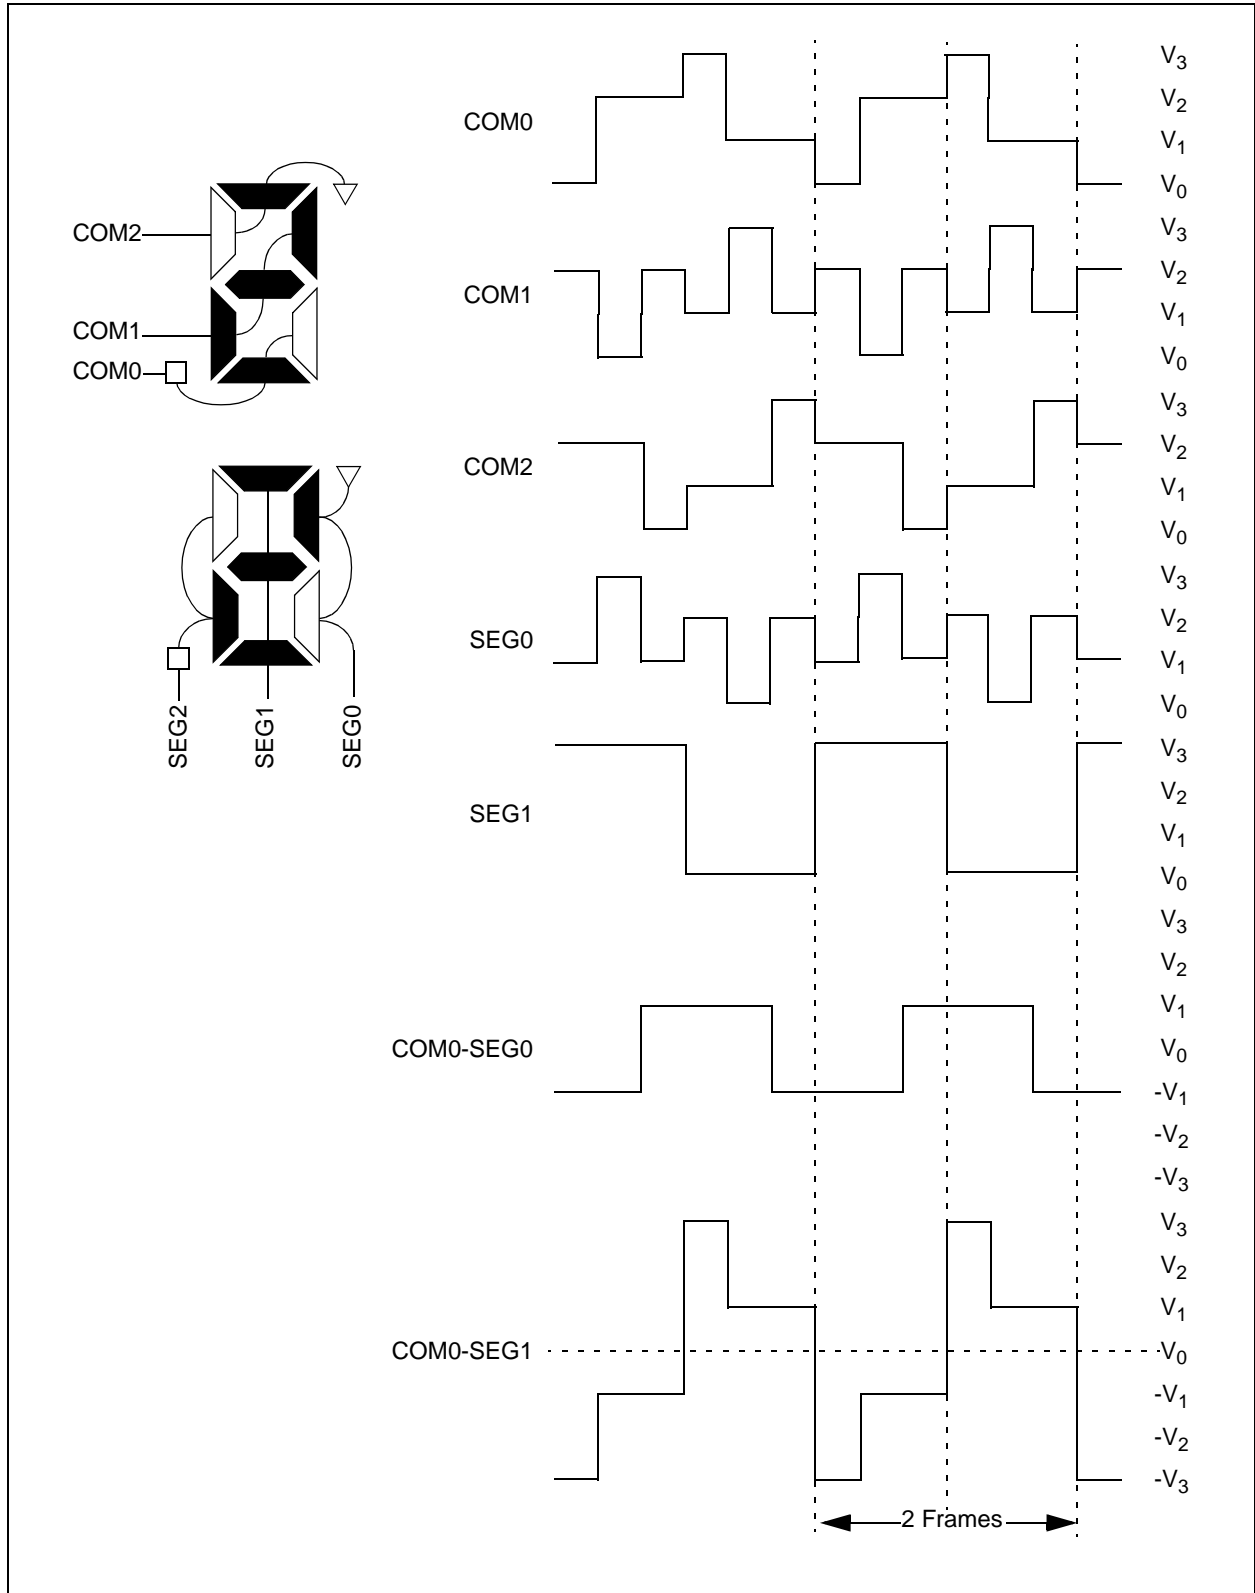 COM2
COM1
COM0
SEG2
SEG1
SEG0
COM0
V3
V2
V1
V0
COM1
V3
V2
V1
V0
COM2
V3
V2
V1
V0
SEG0
V3
V2
V1
V0
SEG1
V3
V2
V1
V0
COM0-SEG0
V3
V2
V1
V0
-V1
-V2
-V3
COM0-SEG1
V3
V2
V1
V0
-V1
-V2
-V3
2 Frames